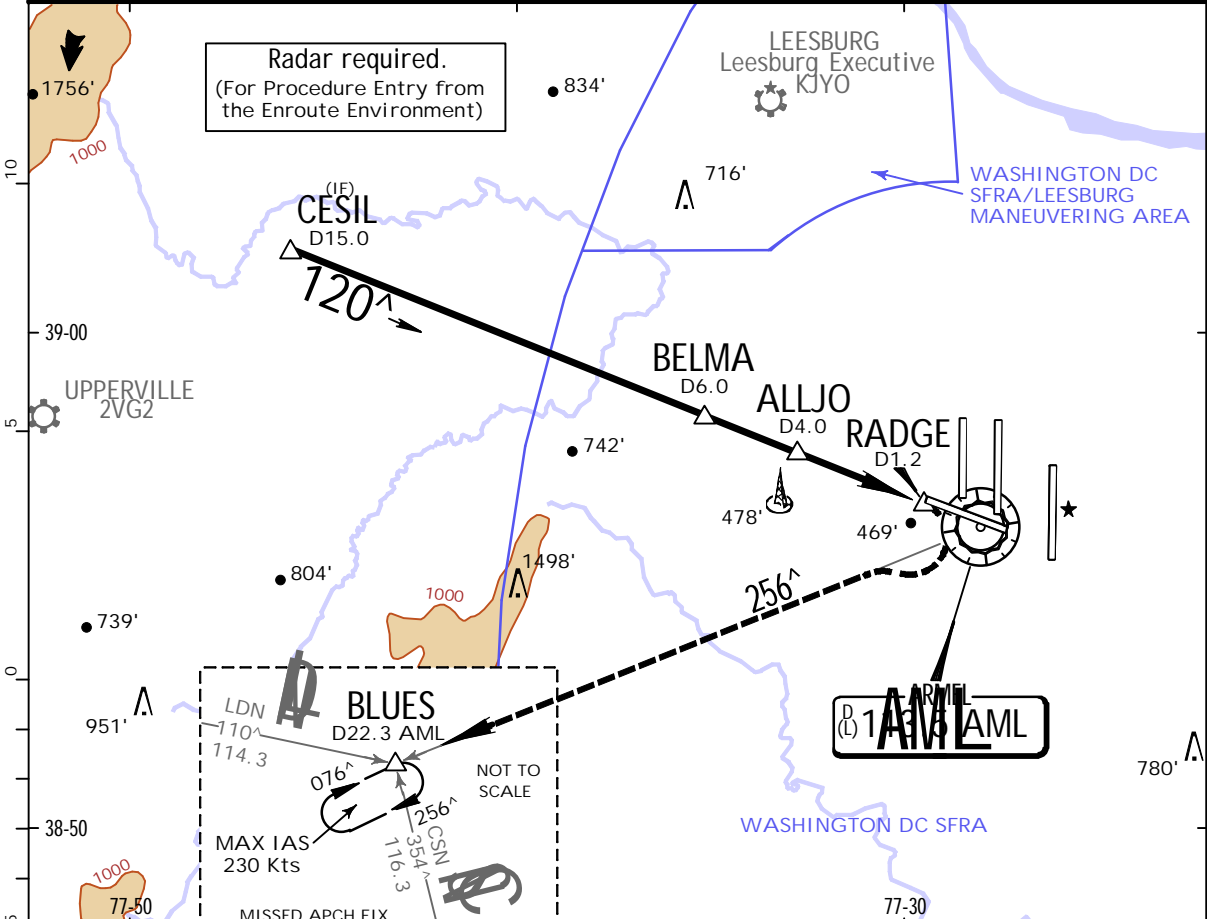 Radar required.
(For Procedure Entry from
the Enroute Environment)
LEESBURG
Leesburg Executive
KJYO
1756'
834'
1000
10
716'
WASHINGTON DC
SFRA/LEESBURG
MANEUVERING AREA
(IF)
CESIL
D15.0
120^
39-00
BELMA
D6.0
UPPERVILLE
2VG2
ALLJO
D4.0
5
RADGE
D1.2
742'
478'
469'
1498'
804'
1000
256^
739'
0
ARMEL
D
(L)
AML
AML
951'
LDN
110^
114.3
BLUES
D22.3 AML
NOT TO
SCALE
780'
076^
256^
38-50
MAX IAS
230 Kts
CSN
354^
116.3
WASHINGTON DC SFRA
1000
77-50
77-30
MISSED APCH FIX